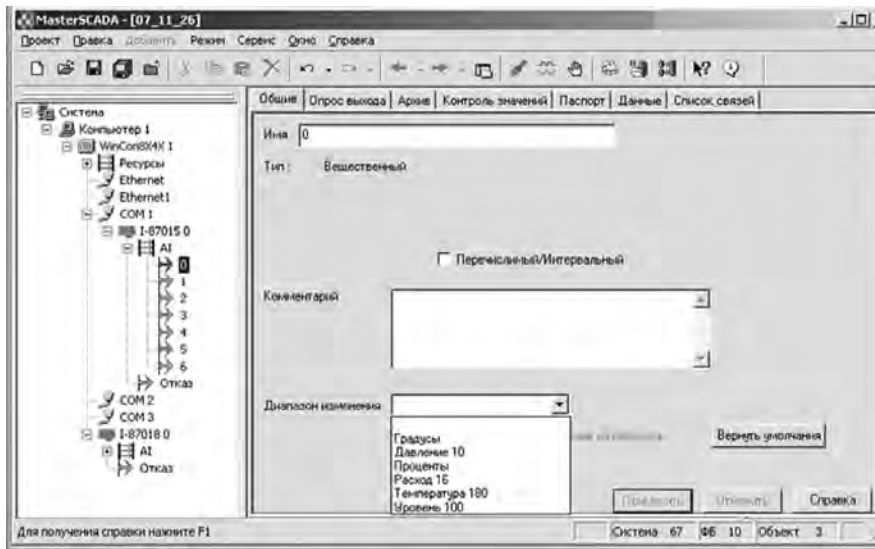 MasterSCADA - [07_11_26]
Проект Правка Добавить Режим Сервис Окно Справка
Система
Компьютер 1
WinCon8X4X 1
Ресурсы
Ethernet
Ethernet1
COM 1
I-87015 0
AI
0
1
2
3
4
5
6
Отказ
COM 2
COM 3
I-87018 0
AI
Отказ
Общие Опрос выхода Архив Контроль значений Паспорт Данные Список связей
Имя 0
Тип: Вещественный
Перечислимый/Интервальный
Комментарий
Диапазон изменения
Градусы
Давление 10
Проценты
Расход 16
Температура 180
Уровень 100
Вернуть умолчания
Применить Отменить Справка
Для получения справки нажмите F1
Система 67 ФБ 10 Объект 3